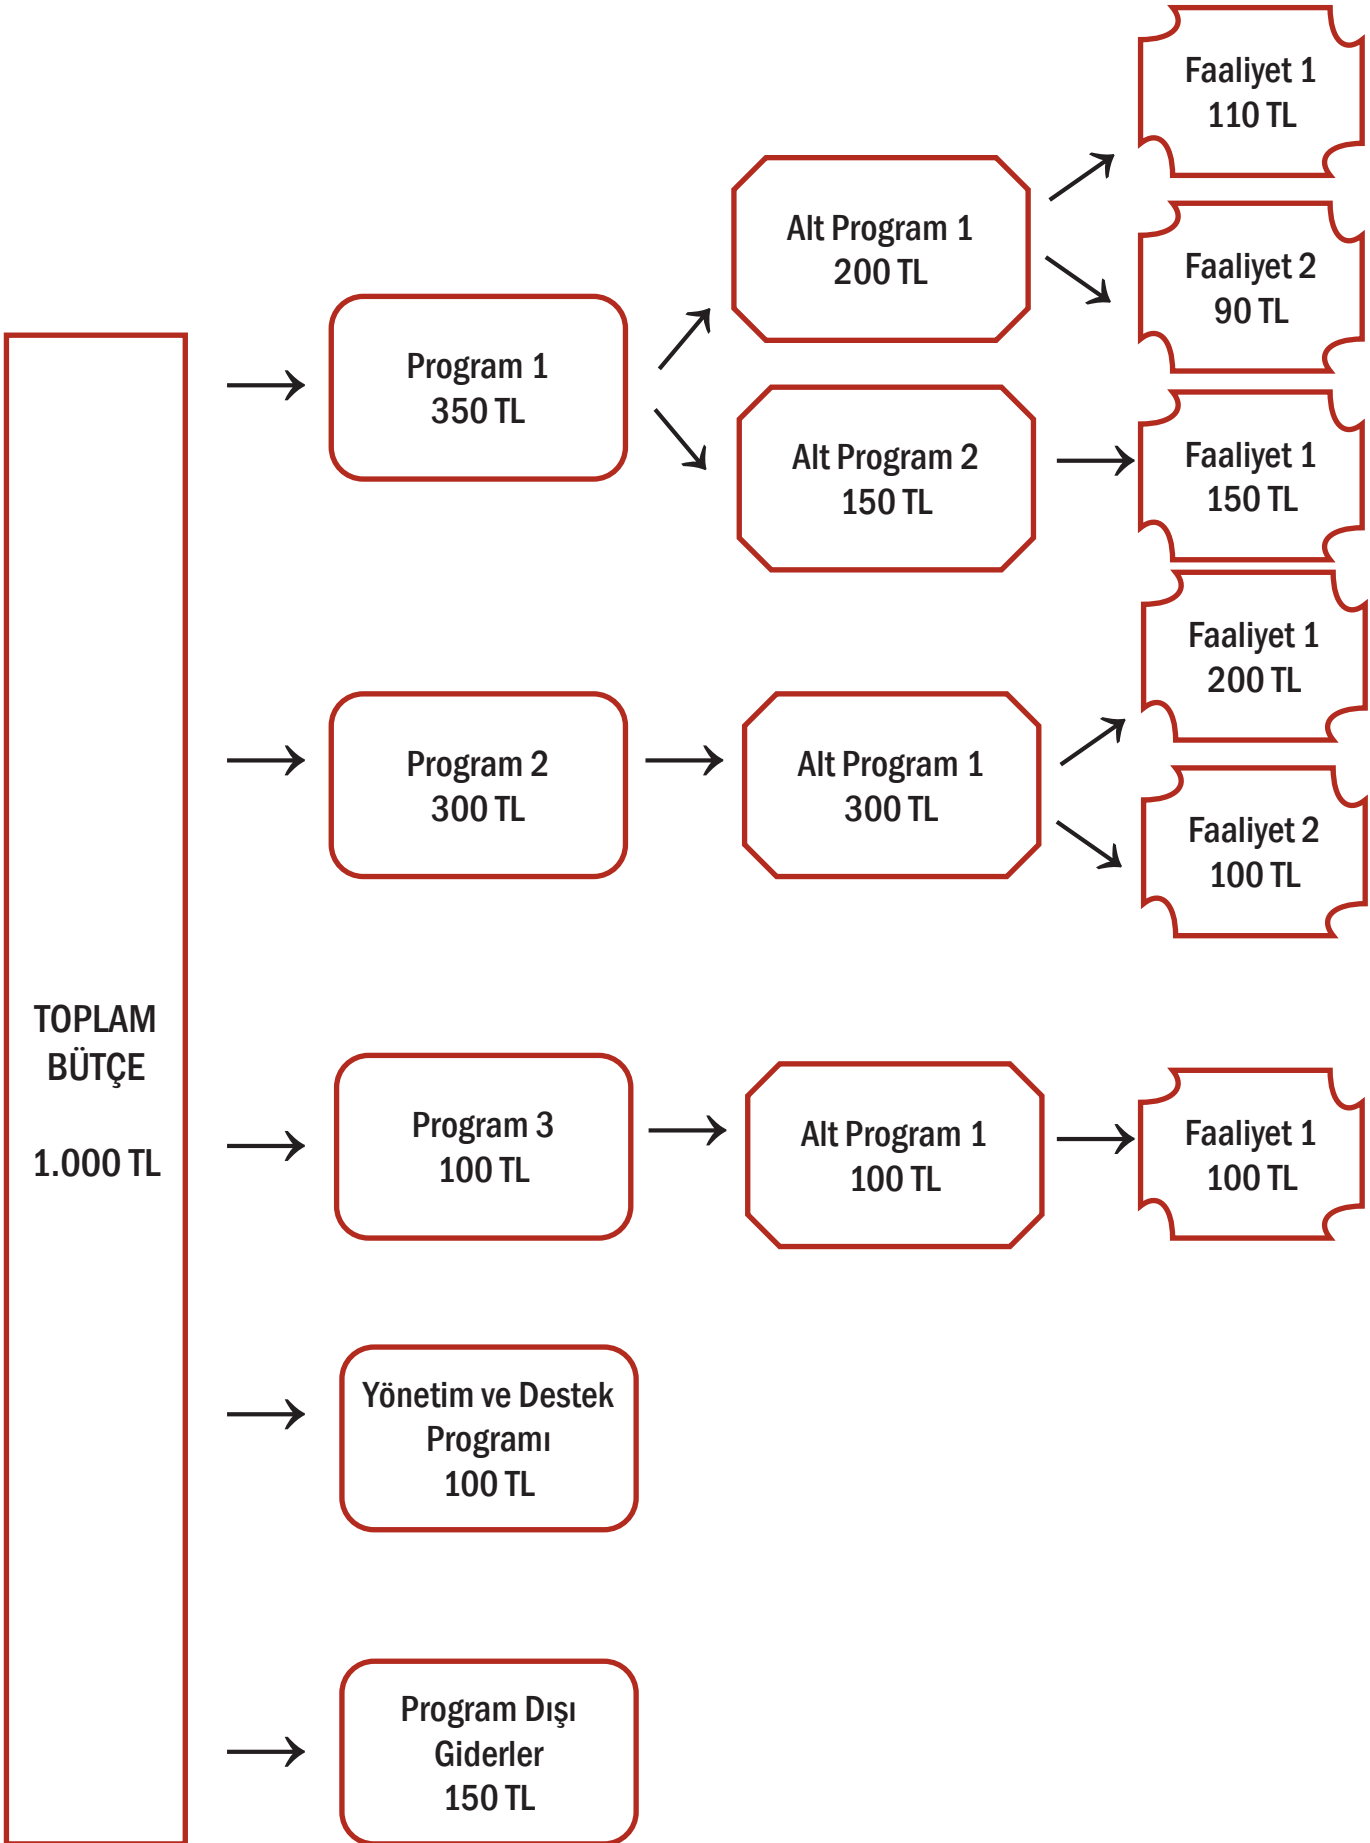 Faaliyet 1
110 TL
Alt Program 1
200 TL
Faaliyet 2
90 TL
Program 1
350 TL
Alt Program 2
150 TL
Faaliyet 1
150 TL
Faaliyet 1
200 TL
Program 2
300 TL
Alt Program 1
300 TL
Faaliyet 2
100 TL
TOPLAM
BÜTÇE
1.000 TL
Program 3
100 TL
Alt Program 1
100 TL
Faaliyet 1
100 TL
Yönetim ve Destek
Programı
100 TL
Program Dışı
Giderler
150 TL